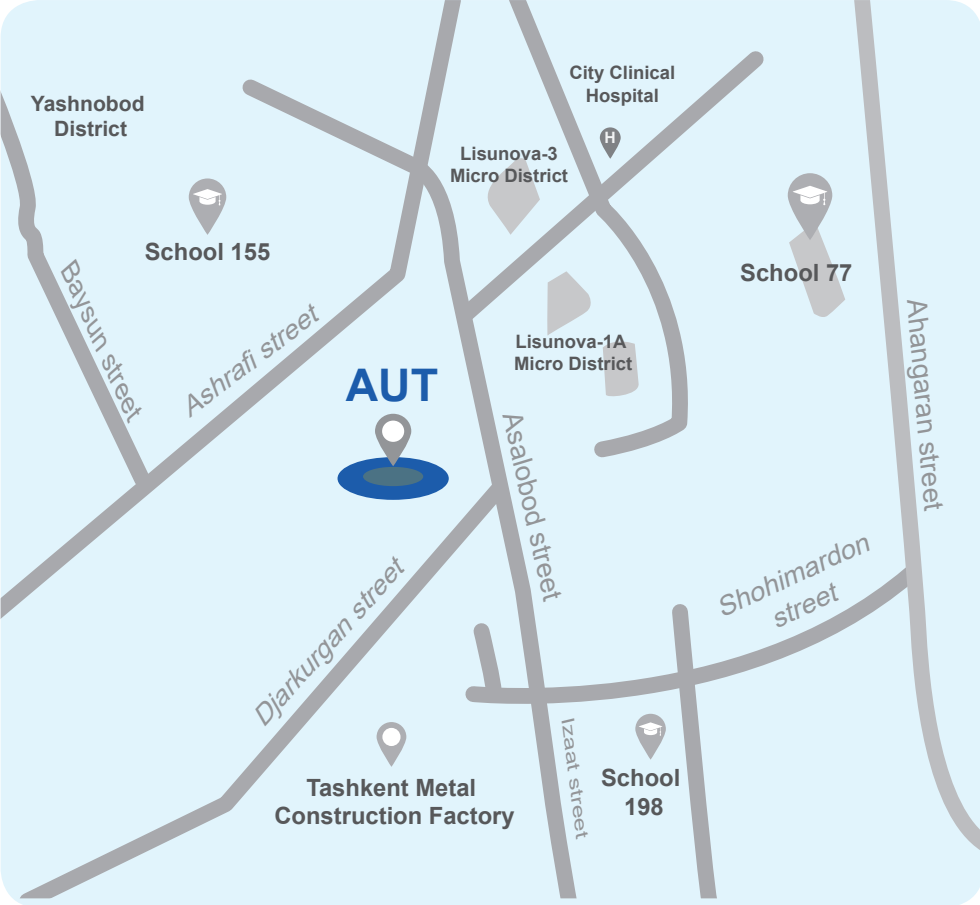 City Clinical
Hospital
Yashnobod
District
H
Lisunova-3
Micro District
School 155
School 77
Baysun street
Ashrafi street
Ahangaran street
Lisunova-1A
Micro District
AUT
Asalobod street
Shohimardon
street
Djarkurgan street
Izaat street
School
198
Tashkent Metal
Construction Factory